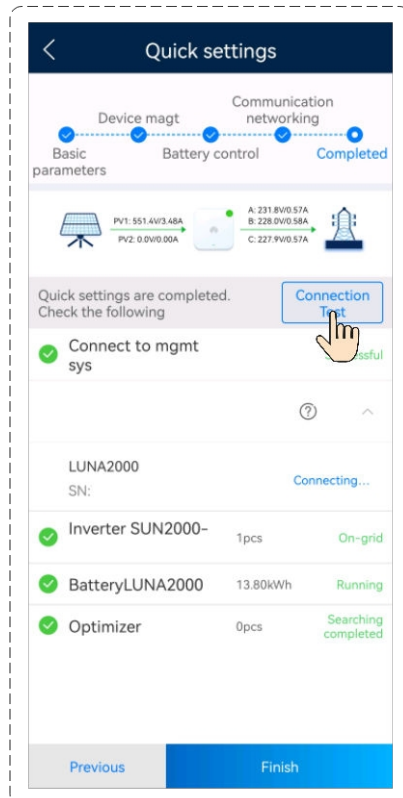 Quick settings
Communication
Device magt networking
Basic Battery control Completed
parameters
PV1: 551.4V/3.48A
PV2: 0.0V/0.00A
A: 231.8V/0.57A
B: 228.0V/0.58A
C: 227.9V/0.57A
Quick settings are completed.
Check the following
Connection
Test
Connect to mgmt
sys
LUNA2000
SN:
Connecting...
Inverter SUN2000-
1pcs
On-grid
BatteryLUNA2000
13.80kWh
Running
Optimizer
0pcs
Searching
completed
Previous
Finish